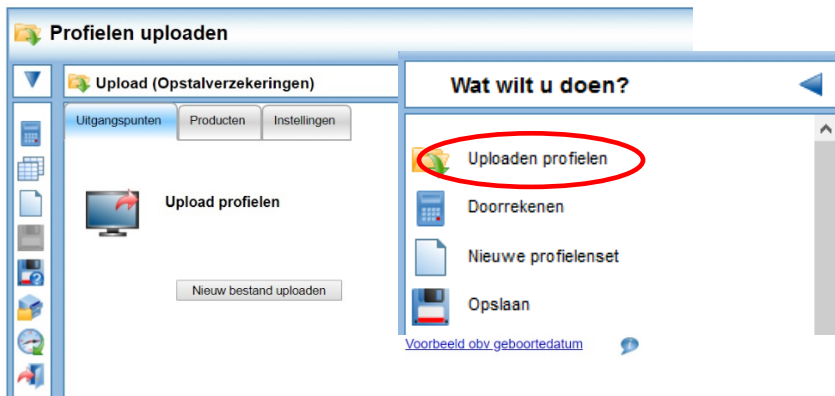 Profielen uploaden
Upload (Opstalverzekeringen)
Uitgangspunten
Producten
Instellingen
Upload profielen
Nieuw bestand uploaden
Wat wilt u doen?
Uploaden profielen
Doorrekenen
Nieuwe profielenset
Opslaan
Voorbeeld obv geboortedatum